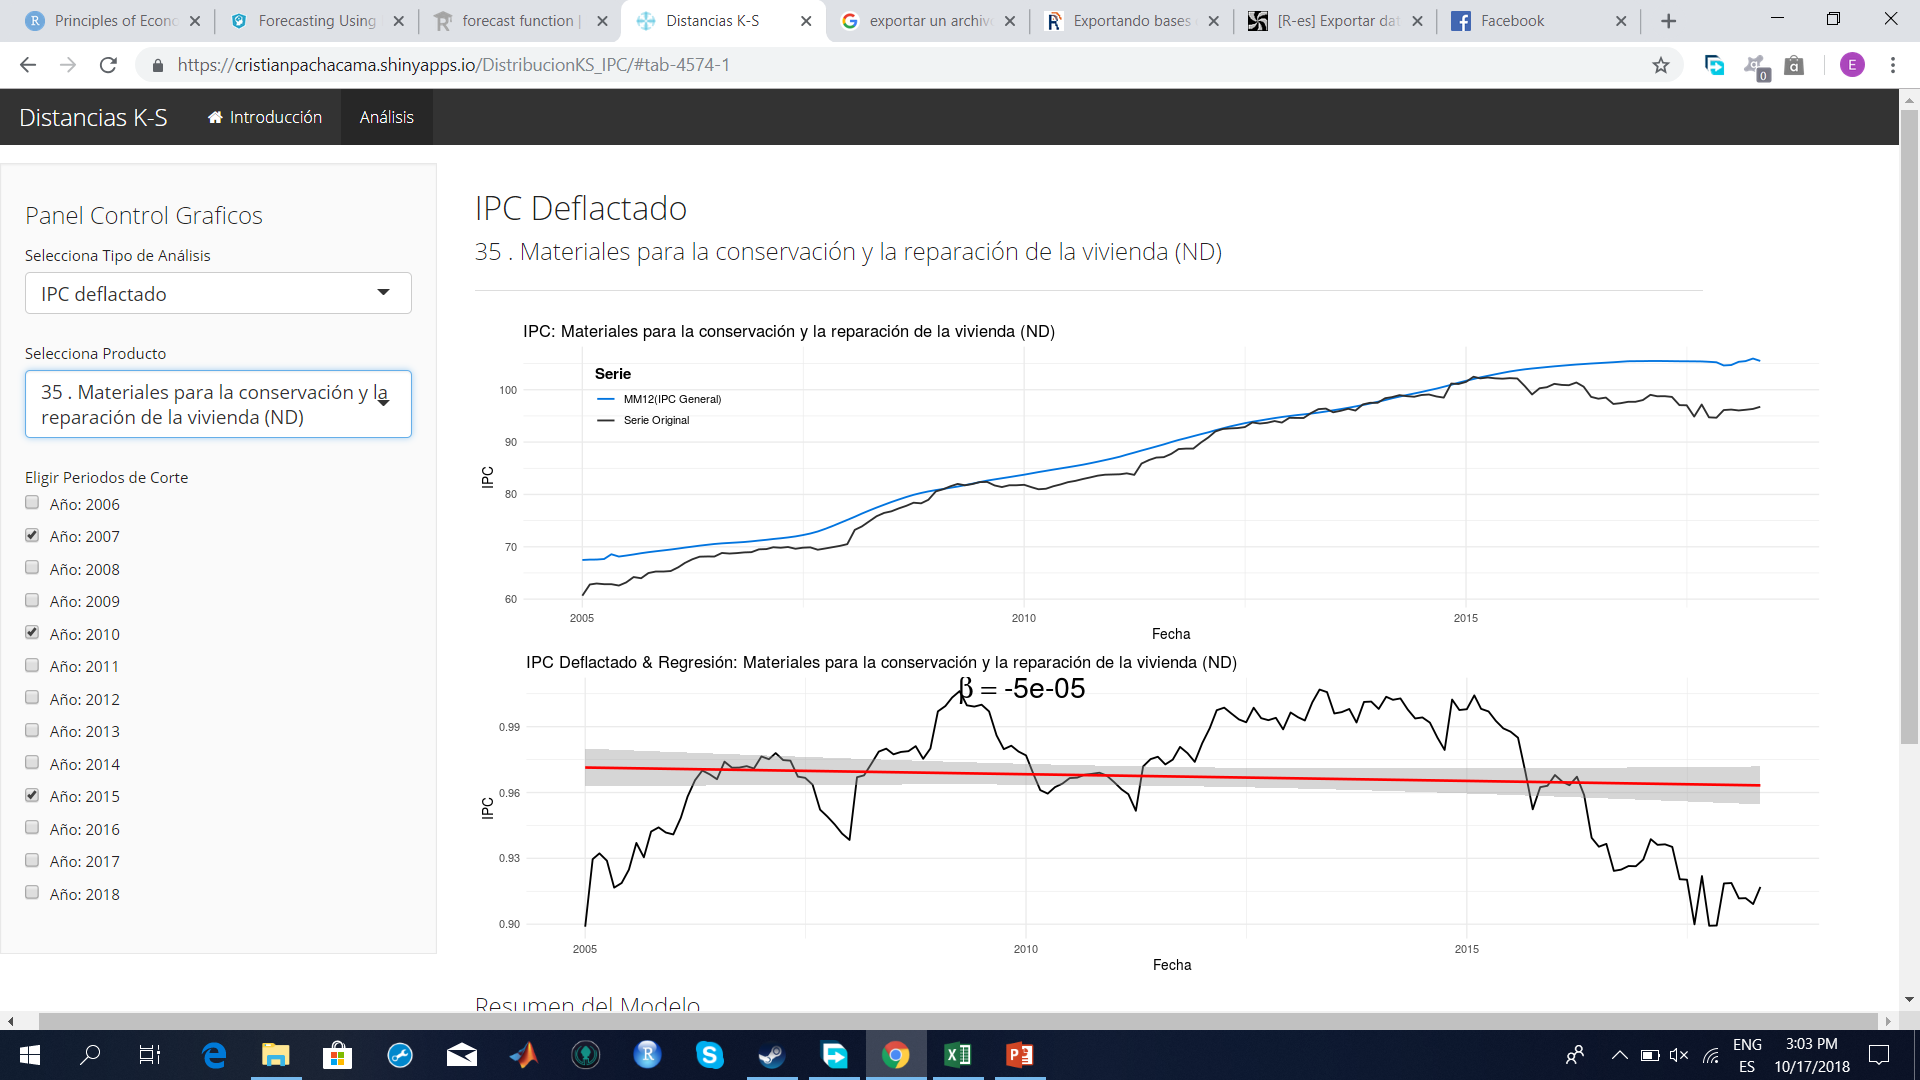 Principles of Econo
Forecasting Using
forecast function |
Distancias K-S
exportar un archiv
Exportando bases
[R-es] Exportar dat
Facebook
https://cristianpachacama.shinyapps.io/DistribucionKS_IPC/#tab-4574-1
0
E
Distancias K-S
Introducción
Análisis
Panel Control Graficos
Selecciona Tipo de Análisis
IPC deflactado
Selecciona Producto
35 . Materiales para la conservación y la
reparación de la vivienda (ND)
Eligir Periodos de Corte
Año: 2006
Año: 2007
Año: 2008
Año: 2009
Año: 2010
Año: 2011
Año: 2012
Año: 2013
Año: 2014
Año: 2015
Año: 2016
Año: 2017
Año: 2018
IPC Deflactado
35 . Materiales para la conservación y la reparación de la vivienda (ND)
IPC: Materiales para la conservación y la reparación de la vivienda (ND)
Serie
MM12(IPC General)
Serie Original
IPC
100
90
80
70
60
2005
2010
2015
Fecha
IPC Deflactado & Regresión: Materiales para la conservación y la reparación de la vivienda (ND)
β = -5e-05
IPC
0.99
0.96
0.93
0.90
2005
2010
2015
Fecha
Resumen del Modelo
ENG
ES
3:03 PM
10/17/2018